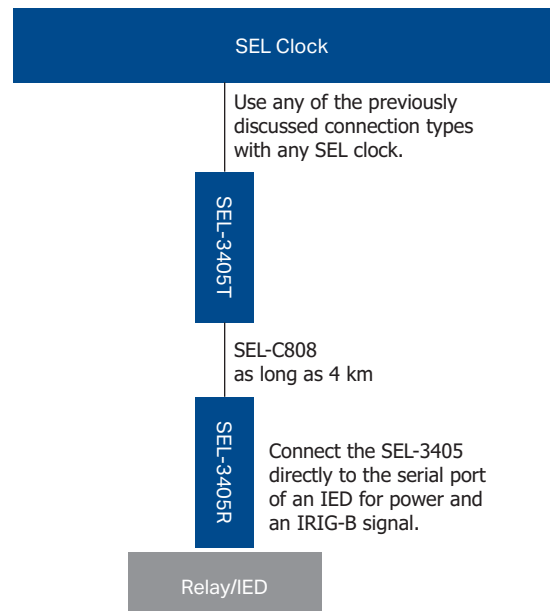 SEL Clock
Use any of the previously
discussed connection types
with any SEL clock.
SEL-3405T
SEL-C808
as long as 4 km
SEL-3405R
Connect the SEL-3405
directly to the serial port
of an IED for power and
an IRIG-B signal.
Relay/IED